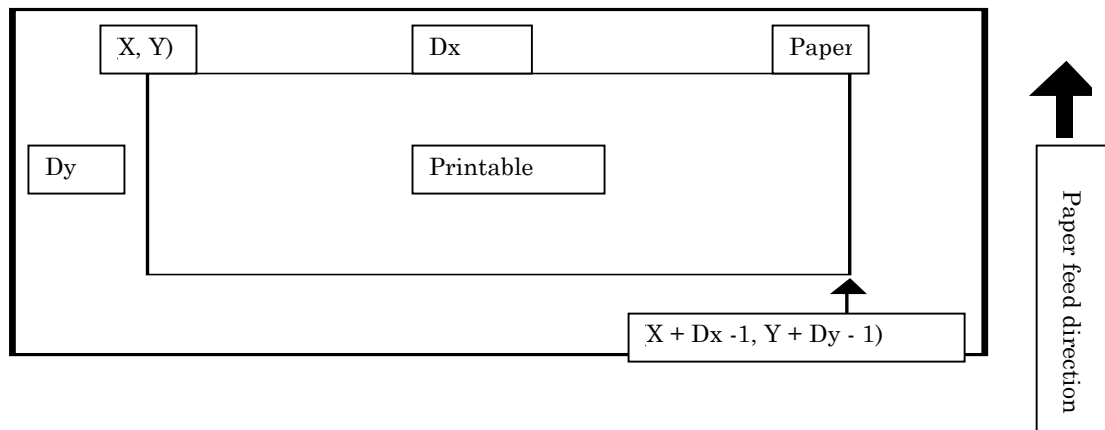 X, Y)
Dx
Paper
Dy
Printable
X + Dx -1, Y + Dy - 1)
Paper feed direction